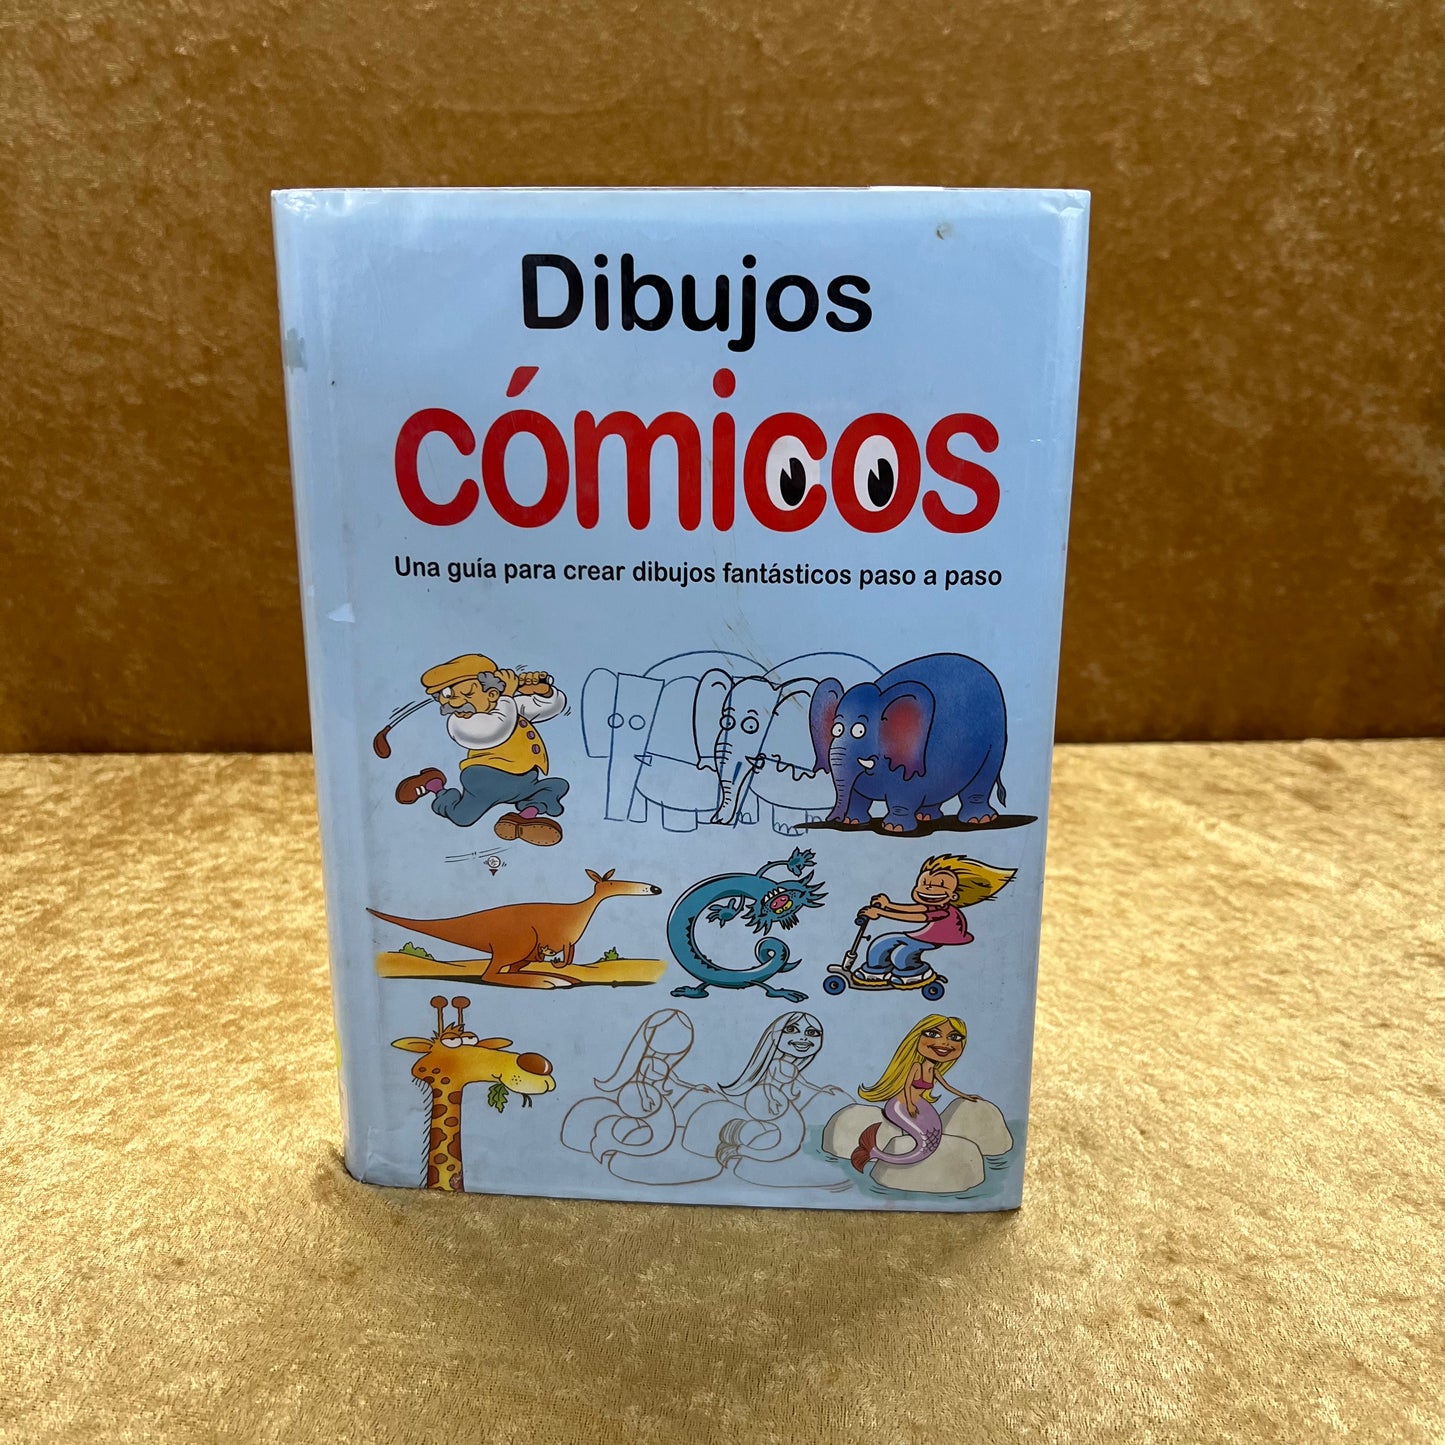 Dibujos
cómicos
Una guía para crear dibujos fantásticos paso a paso